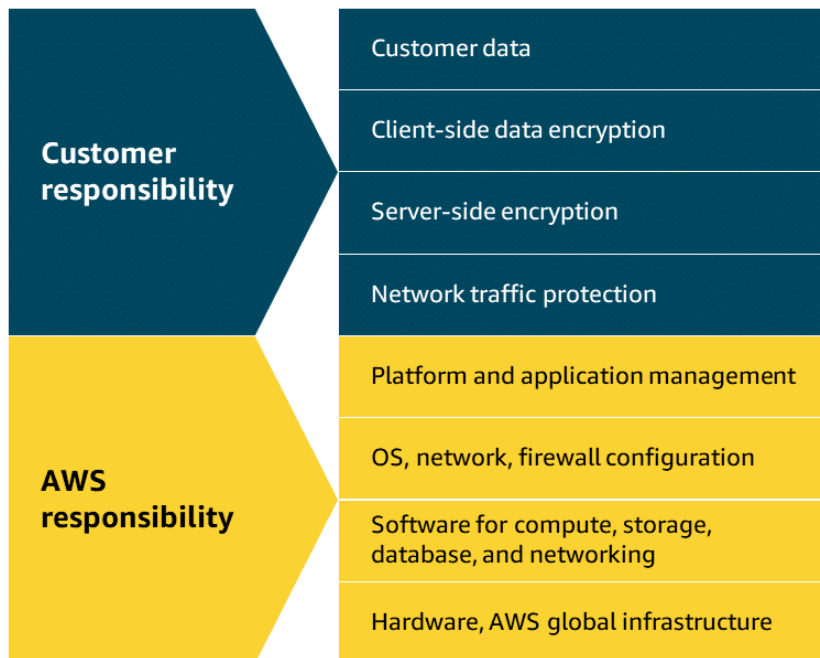 Customer
responsibility
Customer data
Client-side data encryption
Server-side encryption
Network traffic protection
AWS
responsibility
Platform and application management
OS, network, firewall configuration
Software for compute, storage,
database, and networking
Hardware, AWS global infrastructure